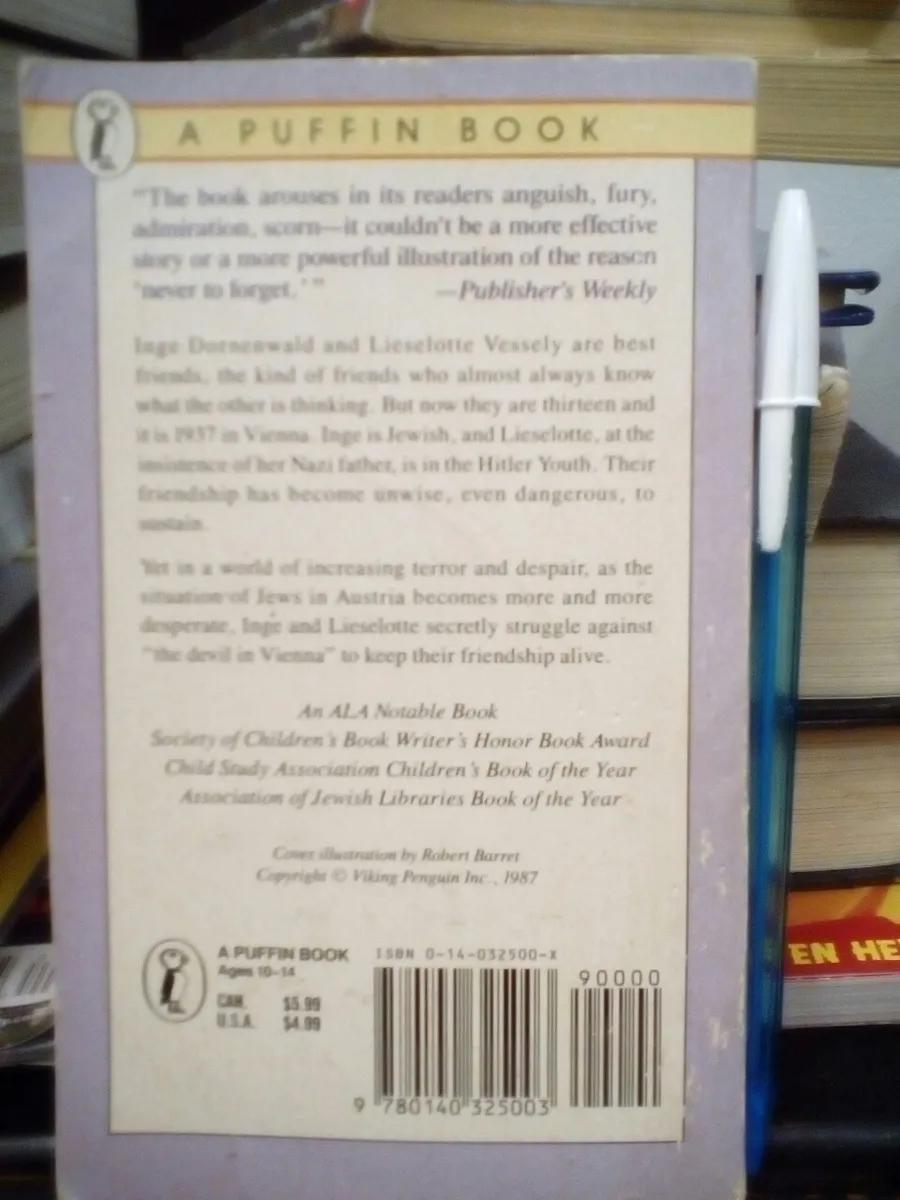 A PUFFIN BOOK
"The book arouses in its readers anguish, fury,
admiration, scorn—it couldn't be a more effective
story or a more powerful illustration of the reason
'never to forget.'" —Publisher's Weekly
Inge Dornenwald and Lieselotte Vessely are best
friends, the kind of friends who almost always know
what the other is thinking. But now they are thirteen and
it is 1937 in Vienna. Inge is Jewish, and Lieselotte, at the
insistence of her Nazi father, is in the Hitler Youth. Their
friendship has become unwise, even dangerous, to
sustain.
Yet in a world of increasing terror and despair, as the
situation of Jews in Austria becomes more and more
desperate, Inge and Lieselotte secretly struggle against
"the devil in Vienna" to keep their friendship alive.
An ALA Notable Book
Society of Children's Book Writer's Honor Book Award
Child Study Association Children's Book of the Year
Association of Jewish Libraries Book of the Year
Cover illustration by Robert Barret
Copyright © Viking Penguin Inc., 1987
A PUFFIN BOOK
Ages 10-14
CAN. $5.99
U.S.A. $4.99
ISBN 0-14-032500-X
90000
9 780140 325003
EN HE